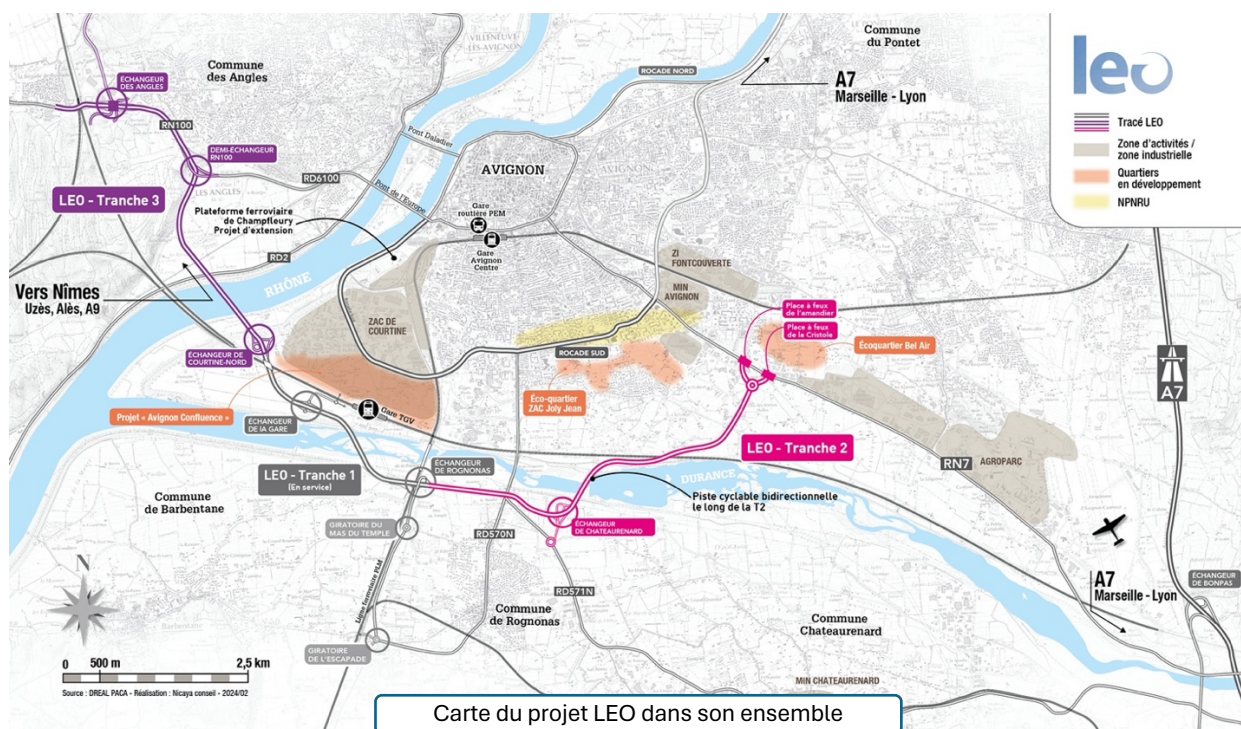 Commune
des Angles
VILLENEUVE-
LES-AVIGNON
Commune
du Pontet
ROCADE NORD
A7
Marseille - Lyon
leo
Tracé LEO
Zone d'activités /
zone industrielle
Quartiers
en développement
NPNRU
ÉCHANGEUR
DES ANGLES
RN100
DEMI-ÉCHANGEUR
RN100
LES ANGLES
RD6100
Pont Daladier
Pont de l'Europe
AVIGNON
LEO - Tranche 3
Plateforme ferroviaire
de Champfleury
Projet d'extension
Gare
routière PEM
Gare
Avignon
Centre
RD2
RHÔNE
Vers Nîmes
Uzès, Alès, A9
ZI
FONTCOUVERTE
MIN
AVIGNON
Place à feux
de l'amandier
Place à feux
de la Cristole
Écoquartier Bel Air
ZAC DE
COURTINE
ROCADE SUD
ÉCHANGEUR DE
COURTINE-NORD
Éco-quartier
ZAC Joly Jean
A7
Projet « Avignon Confluence »
ÉCHANGEUR
DE lA GARE
Gare TGV
LEO - Tranche 2
LEO - Tranche 1
(En service)
ÉCHANGEUR
DE ROGNONAS
DURANCE
RN7
AGROPARC
Commune
de Barbentane
Piste cyclable bidirectionnelle
le long de la T2
GIRATOIRE DU
MAS DU TEMPLE
RD570N
ÉCHANGEUR
DE CHATEAURENARD
N
Ligne ferroviaire PLM
RD571N
A7
Marseille - Lyon
ÉCHANGEUR
DE BONPAS
Commune
de Rognonas
Commune
Chateaurenard
GIRATOIRE
DE L'ESCAPADE
0 500 m 2,5 km
Source : DREAL PACA - Réalisation : Nicaya conseil - 2024/02
MIN CHATEAURENARD
Carte du projet LEO dans son ensemble